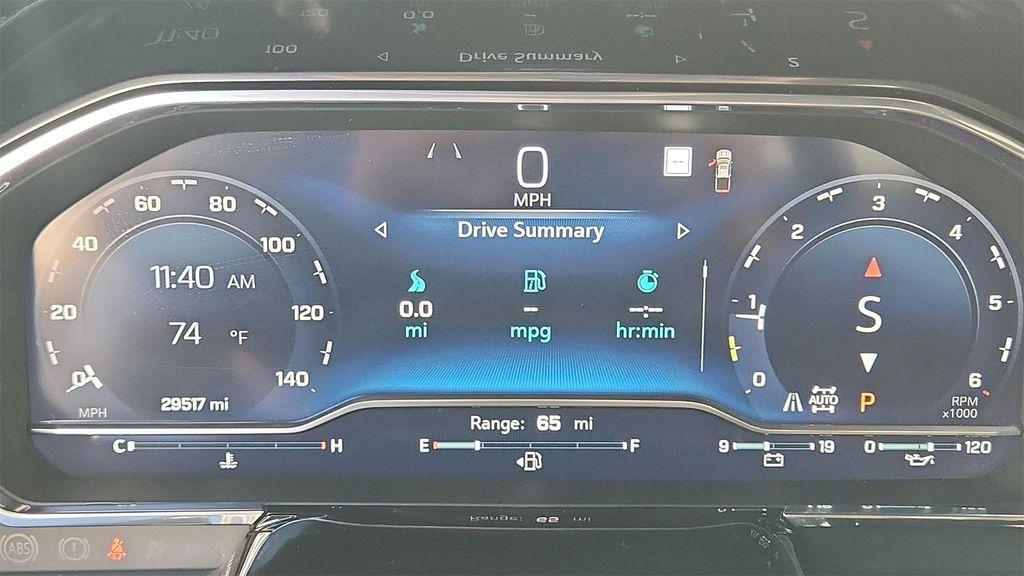 0
MPH
--
Drive Summary
0.0
--
--:--
mi
mpg
hr:min
11:40 AM
74 °F
0
20
40
60
80
100
120
140
MPH
29517 mi
0
1
2
3
4
5
6
S
AUTO
P
RPM
x1000
Range: 65 mi
C
H
E
F
9
19
0
120
ABS